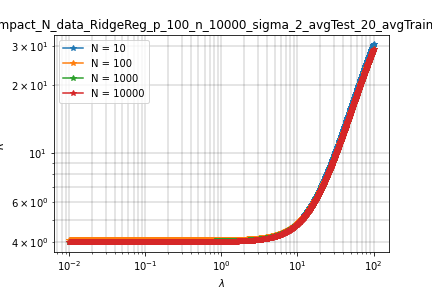 mpact_N_data_RidgeReg_p_100_n_10000_sigma_2_avgTest_20_avgTrain
3 × 10¹
2 × 10¹
10¹
6 × 10⁰
4 × 10⁰
N = 10
N = 100
N = 1000
N = 10000
10⁻² 10⁻¹ 10⁰ 10¹ 10²
λ